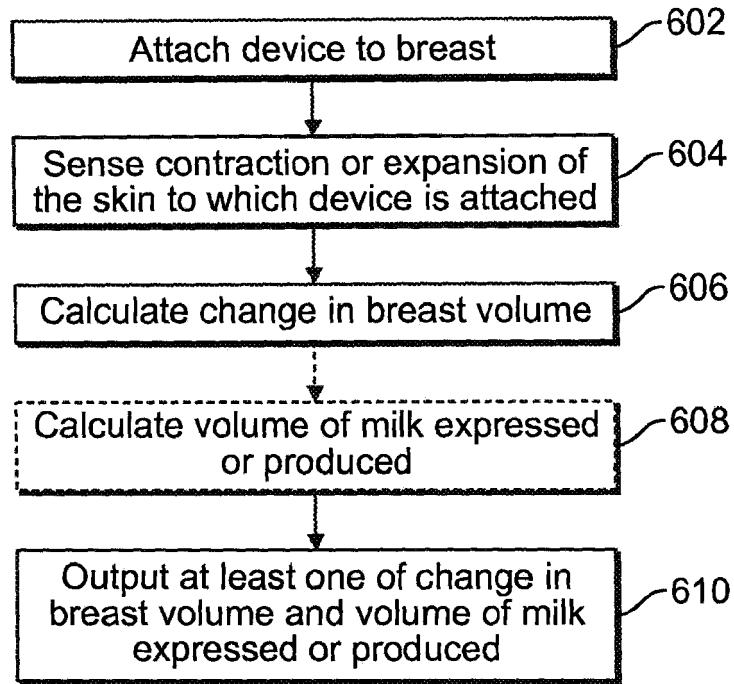 Attach device to breast
602
Sense contraction or expansion of
the skin to which device is attached
604
Calculate change in breast volume
606
Calculate volume of milk expressed
or produced
608
Output at least one of change in
breast volume and volume of milk
expressed or produced
610